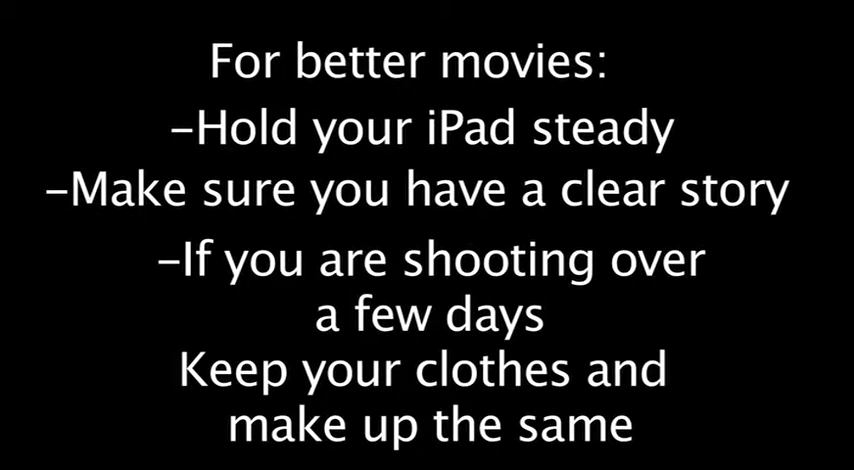 For better movies:
-Hold your iPad steady
-Make sure you have a clear story
-If you are shooting over
a few days
Keep your clothes and
make up the same